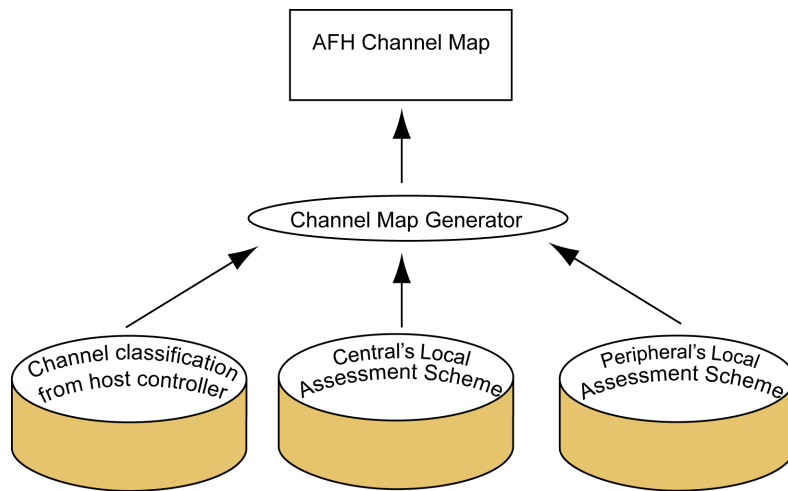 AFH Channel Map
Channel Map Generator
Channel classification
from host controller
Central's Local
Assessment Scheme
Peripheral's Local
Assessment Scheme